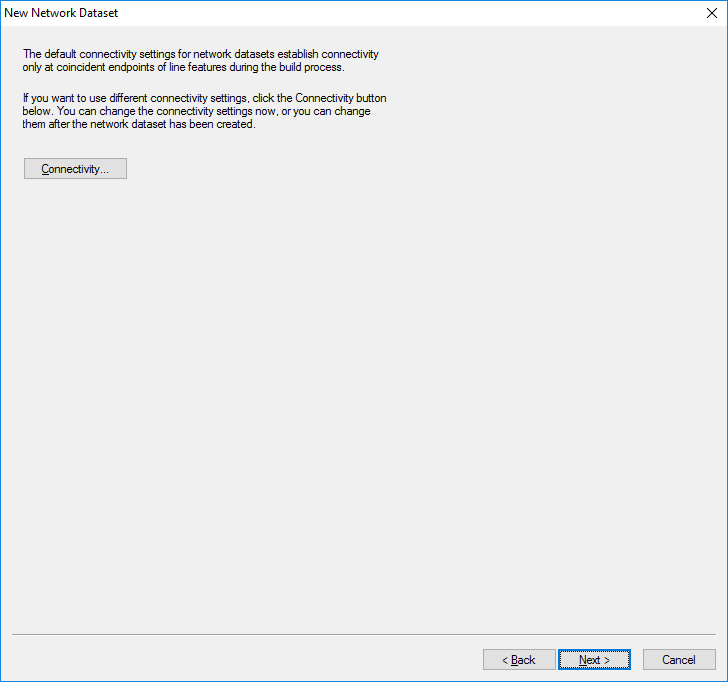 New Network Dataset
The default connectivity settings for network datasets establish connectivity
only at coincident endpoints of line features during the build process.
If you want to use different connectivity settings, click the Connectivity button
below. You can change the connectivity settings now, or you can change
them after the network dataset has been created.
Connectivity...
< Back
Next >
Cancel